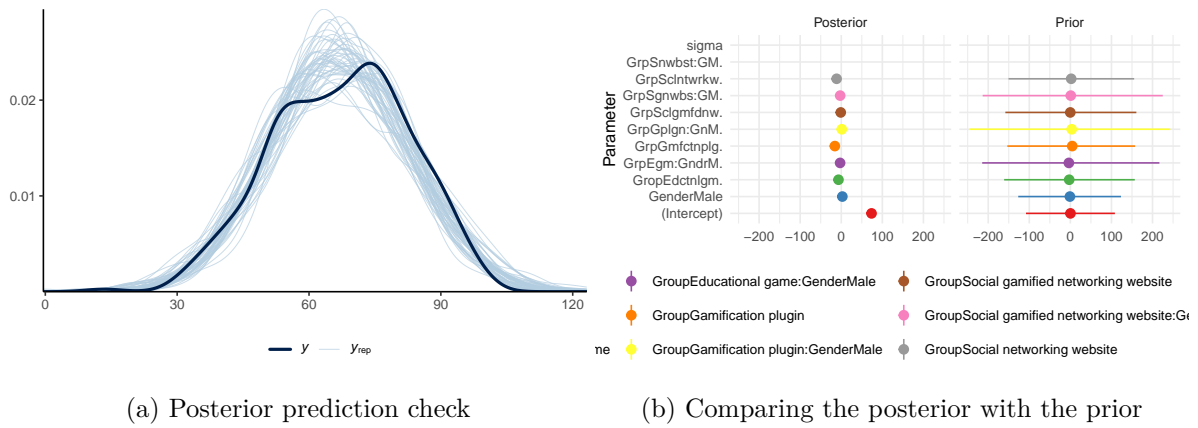 0.02
0.01
0 30 60 90 120
y yrep
(a) Posterior prediction check
Posterior Prior
Parameter
sigma
GrpSnwbst:GM.
GrpSclntwrkw.
GrpSgnwbs:GM.
GrpSclgmfdnw.
GrpGplgn:GnM.
GrpGmfctnplg.
GrpEgm:GndrM.
GropEdctnlgm.
GenderMale
(Intercept)
−200 −100 0 100 200 −200 −100 0 100 200
GroupEducational game:GenderMale GroupSocial gamified networking website
GroupGamification plugin GroupSocial gamified networking website:Ge
me GroupGamification plugin:GenderMale GroupSocial networking website
(b) Comparing the posterior with the prior